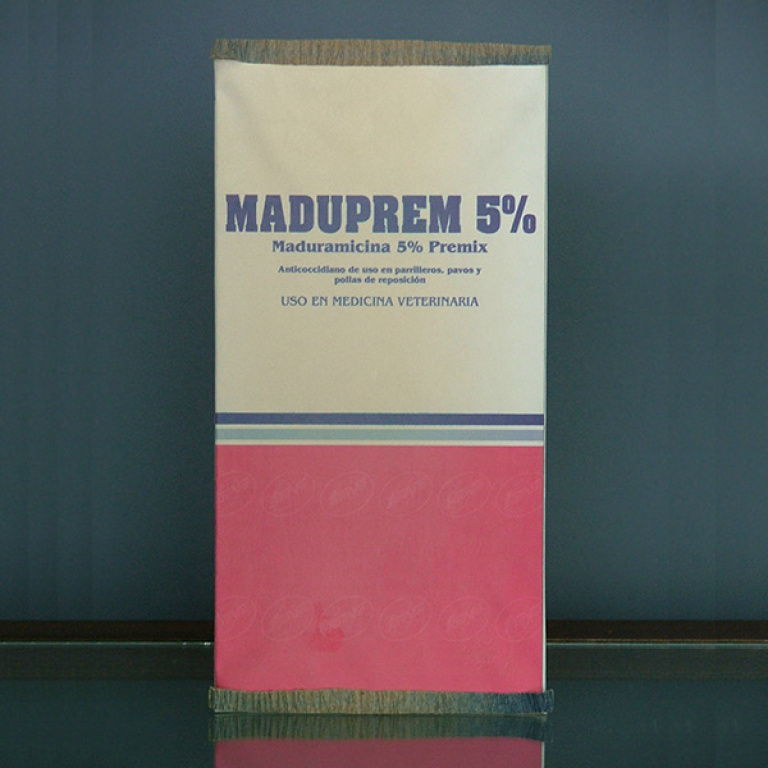 MADUPREM 5%
Maduramicina 5% Premix
Anticoccidiano de uso en parrilleros, pavos y
pollas de reposición
USO EN MEDICINA VETERINARIA